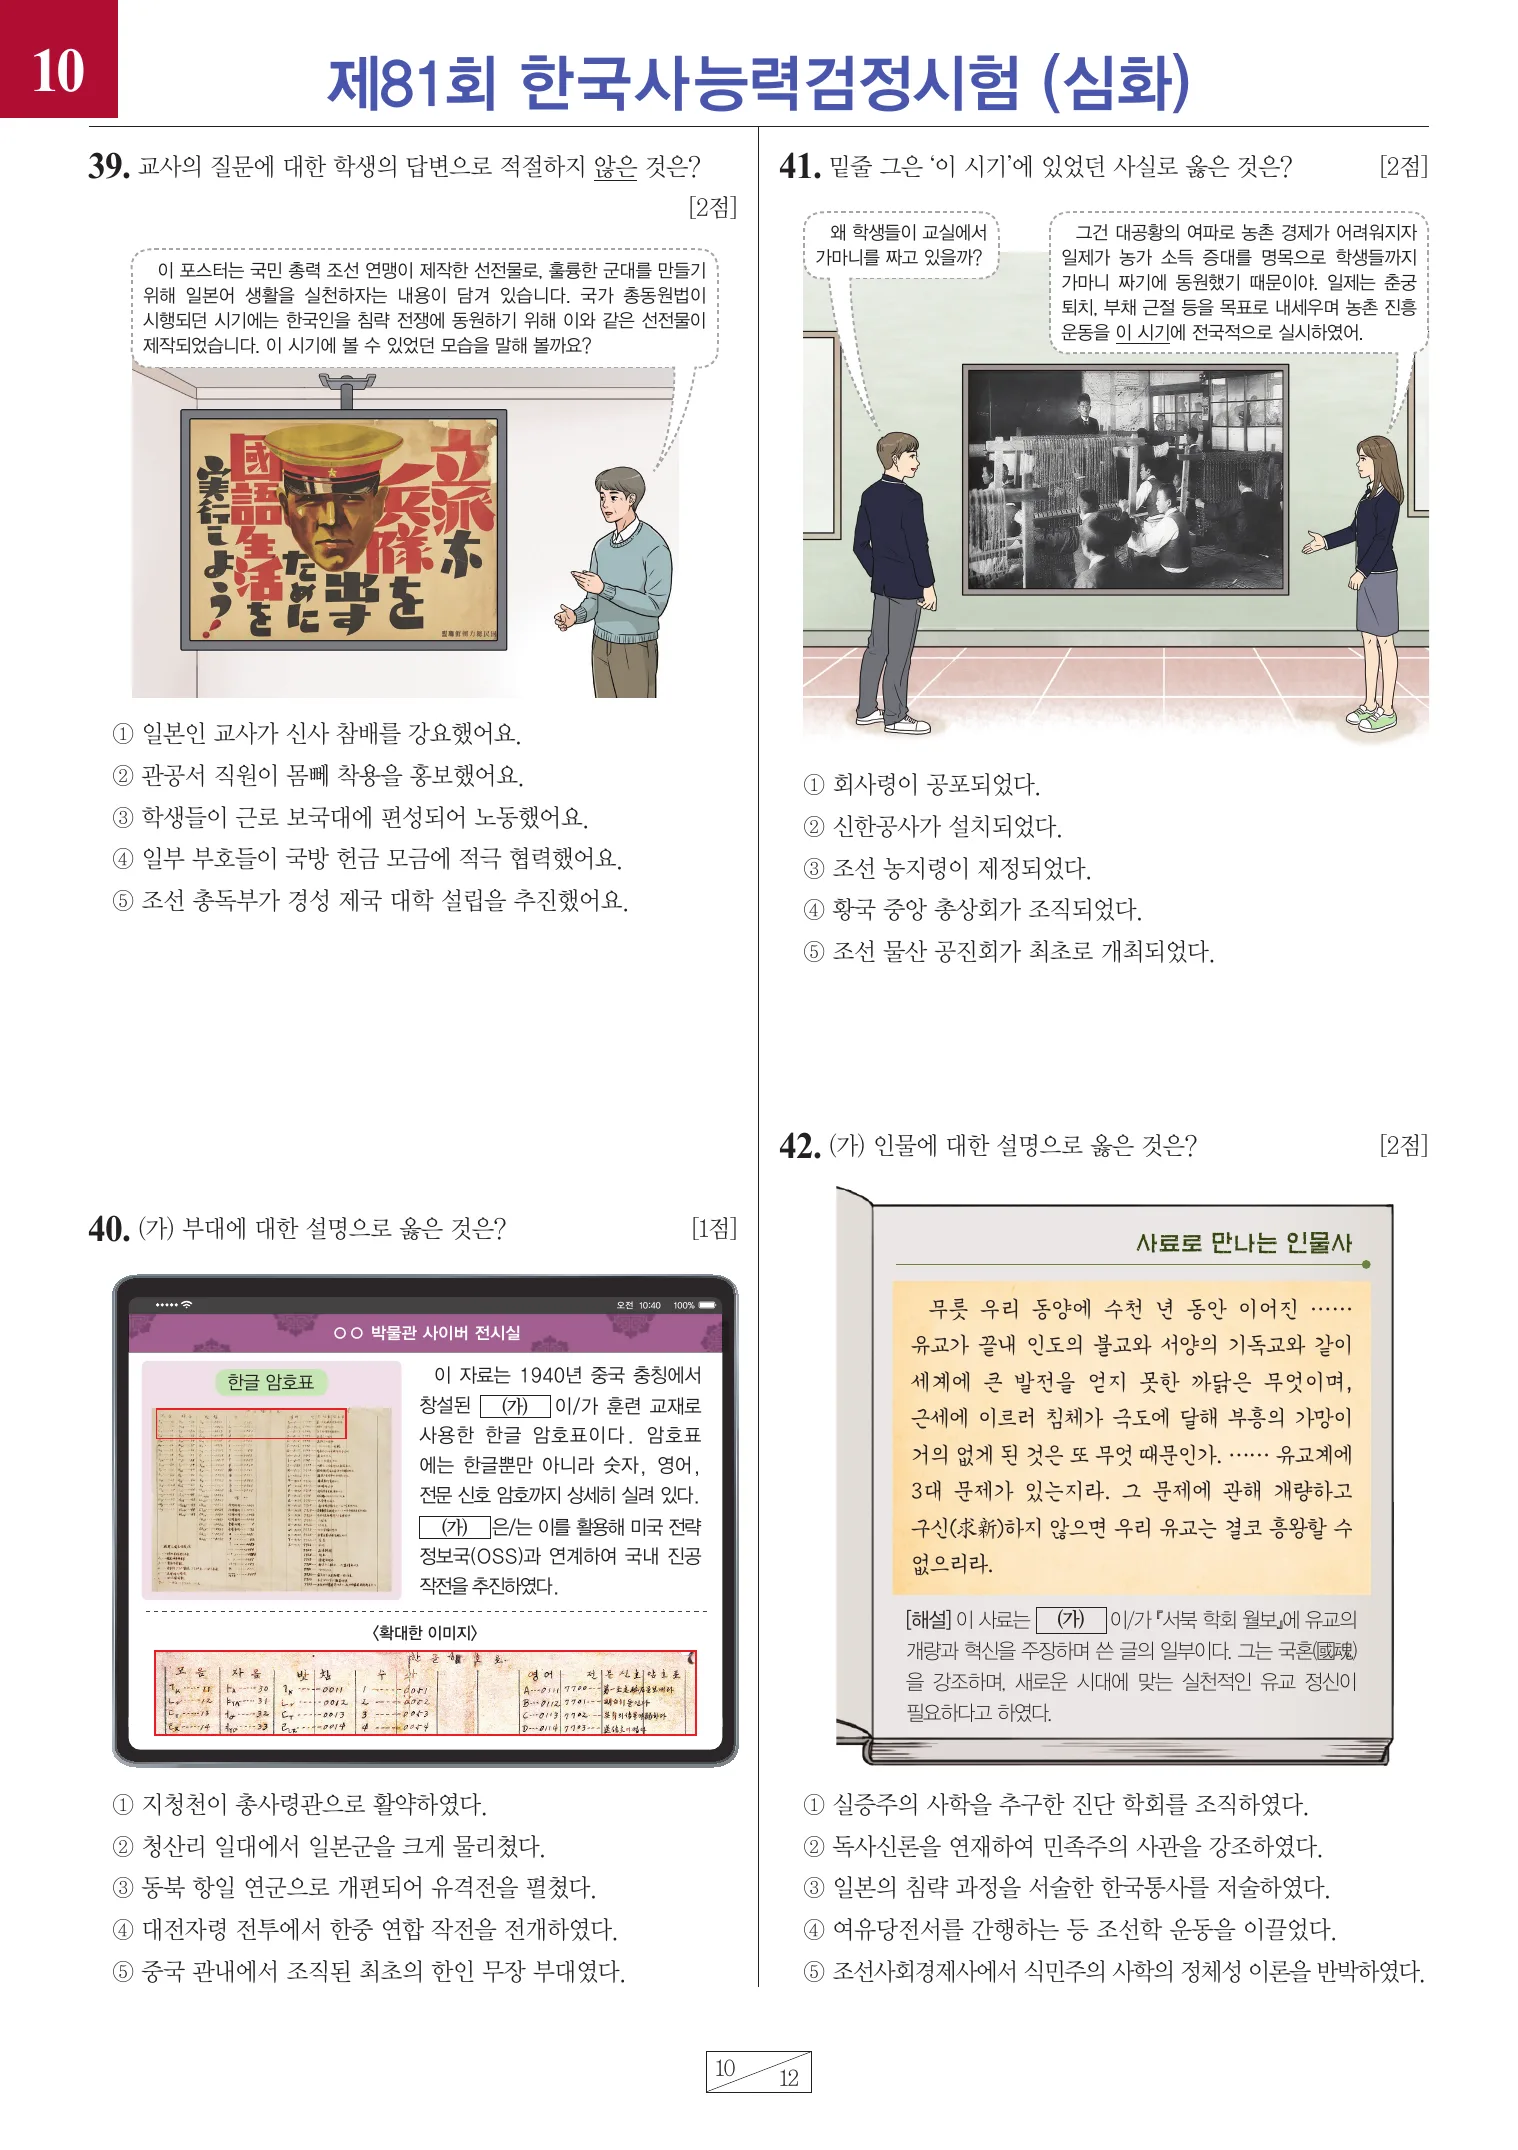 10
제81회 한국사능력검정시험 (심화)
39. 교사의 질문에 대한 학생의 답변으로 적절하지 않은 것은?
[2점]
이 포스터는 국민 총력 조선 연맹이 제작한 선전물로, 훌륭한 군대를 만들기
위해 일본어 생활을 실천하자는 내용이 담겨 있습니다. 국가 총동원법이
시행되던 시기에는 한국인을 침략 전쟁에 동원하기 위해 이와 같은 선전물이
제작되었습니다. 이 시기에 볼 수 있었던 모습을 말해 볼까요?
立派な
兵隊を
出す
ために
國語生活を
実行しよう!
① 일본인 교사가 신사 참배를 강요했어요.
② 관공서 직원이 몸뻬 착용을 홍보했어요.
③ 학생들이 근로 보국대에 편성되어 노동했어요.
④ 일부 부호들이 국방 헌금 모금에 적극 협력했어요.
⑤ 조선 총독부가 경성 제국 대학 설립을 추진했어요.
40. (가) 부대에 대한 설명으로 옳은 것은? [1점]
오전 10:40 100%
○○ 박물관 사이버 전시실
한글 암호표
이 자료는 1940년 중국 충칭에서
창설된 (가) 이/가 훈련 교재로
사용한 한글 암호표이다. 암호표
에는 한글뿐만 아니라 숫자, 영어,
전문 신호 암호까지 상세히 실려 있다.
(가) 은/는 이를 활용해 미국 전략
정보국(OSS)과 연계하여 국내 진공
작전을 추진하였다.
〈확대한 이미지〉
모음 자음 받침 수자 영어 전문신호암호표
① 지청천이 총사령관으로 활약하였다.
② 청산리 일대에서 일본군을 크게 물리쳤다.
③ 동북 항일 연군으로 개편되어 유격전을 펼쳤다.
④ 대전자령 전투에서 한중 연합 작전을 전개하였다.
⑤ 중국 관내에서 조직된 최초의 한인 무장 부대였다.
41. 밑줄 그은 ‘이 시기’에 있었던 사실로 옳은 것은? [2점]
왜 학생들이 교실에서
가마니를 짜고 있을까?
그건 대공황의 여파로 농촌 경제가 어려워지자
일제가 농가 소득 증대를 명목으로 학생들까지
가마니 짜기에 동원했기 때문이야. 일제는 춘궁
퇴치, 부채 근절 등을 목표로 내세우며 농촌 진흥
운동을 이 시기에 전국적으로 실시하였어.
① 회사령이 공포되었다.
② 신한공사가 설치되었다.
③ 조선 농지령이 제정되었다.
④ 황국 중앙 총상회가 조직되었다.
⑤ 조선 물산 공진회가 최초로 개최되었다.
42. (가) 인물에 대한 설명으로 옳은 것은? [2점]
사료로 만나는 인물사
무릇 우리 동양에 수천 년 동안 이어진 ……
유교가 끝내 인도의 불교와 서양의 기독교와 같이
세계에 큰 발전을 얻지 못한 까닭은 무엇이며,
근세에 이르러 침체가 극도에 달해 부흥의 가망이
거의 없게 된 것은 또 무엇 때문인가. …… 유교계에
3대 문제가 있는지라. 그 문제에 관해 개량하고
구신(求新)하지 않으면 우리 유교는 결코 흥왕할 수
없으리라.
[해설] 이 사료는 (가) 이/가 『서북 학회 월보』에 유교의
개량과 혁신을 주장하며 쓴 글의 일부이다. 그는 국혼(國魂)
을 강조하며, 새로운 시대에 맞는 실천적인 유교 정신이
필요하다고 하였다.
① 실증주의 사학을 추구한 진단 학회를 조직하였다.
② 독사신론을 연재하여 민족주의 사관을 강조하였다.
③ 일본의 침략 과정을 서술한 한국통사를 저술하였다.
④ 여유당전서를 간행하는 등 조선학 운동을 이끌었다.
⑤ 조선사회경제사에서 식민주의 사학의 정체성 이론을 반박하였다.
10
12